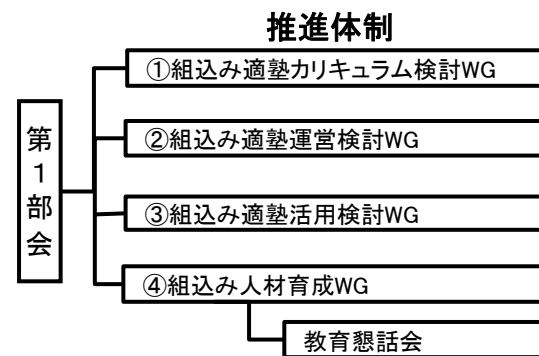 推進体制
①組込み適塾カリキュラム検討WG
②組込み適塾運営検討WG
第1部会
③組込み適塾活用検討WG
④組込み人材育成WG
教育懇話会